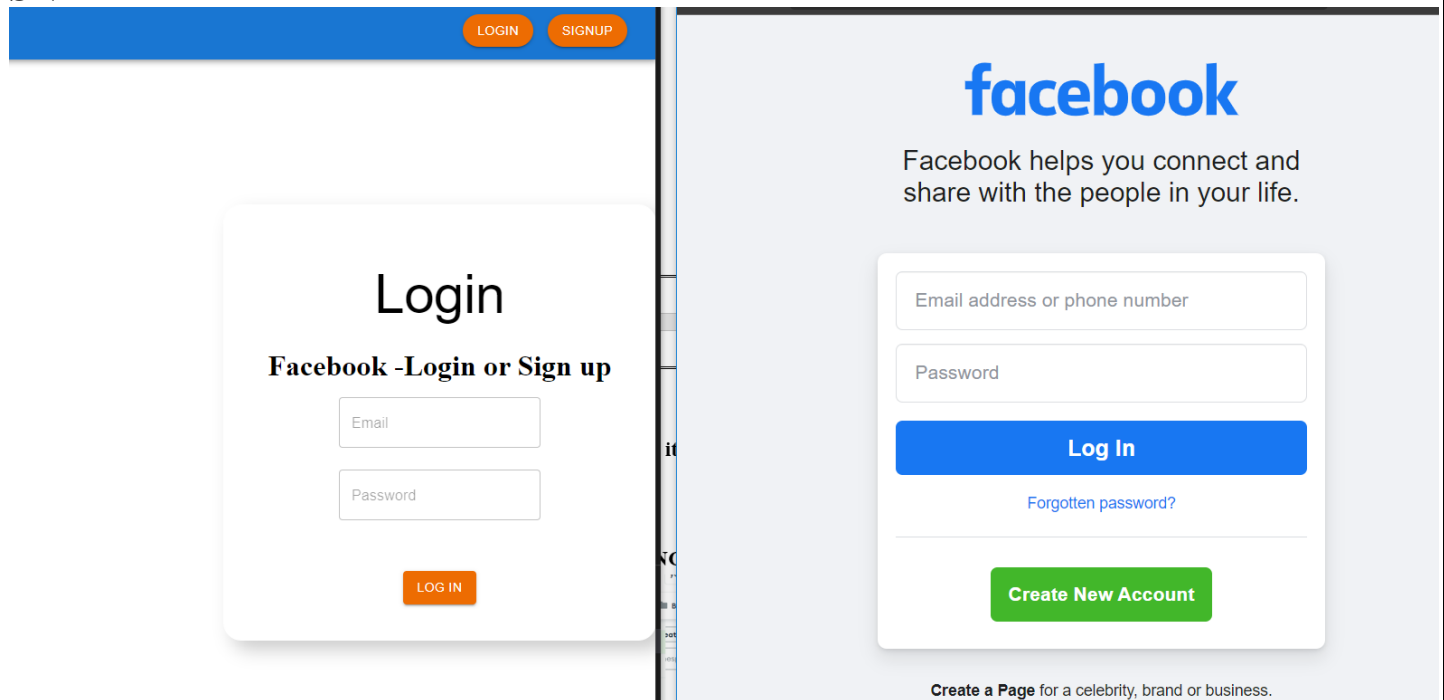 LOGIN SIGNUP
Login
Facebook -Login or Sign up
Email
Password
LOG IN
it
facebook
Facebook helps you connect and
share with the people in your life.
Email address or phone number
Password
Log In
Forgotten password?
Create New Account
Create a Page for a celebrity, brand or business.